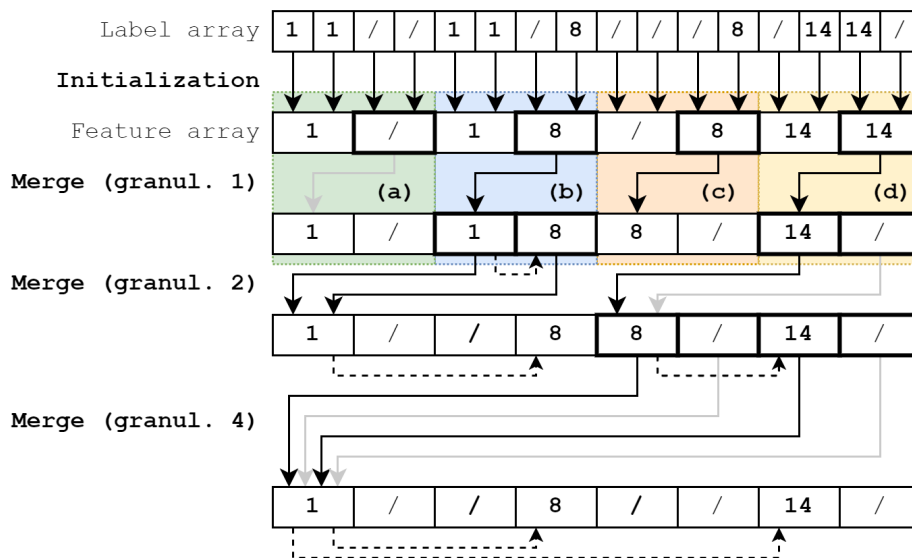 Label array 1 1 / / 1 1 / 8 / / / 8 / 14 14 /
Initialization
Feature array 1 / 1 8 / 8 14 14
Merge (granul. 1) (a) (b) (c) (d)
1 / 1 8 8 / 14 /
Merge (granul. 2)
1 / / 8 8 / 14 /
Merge (granul. 4)
1 / / 8 / / 14 /